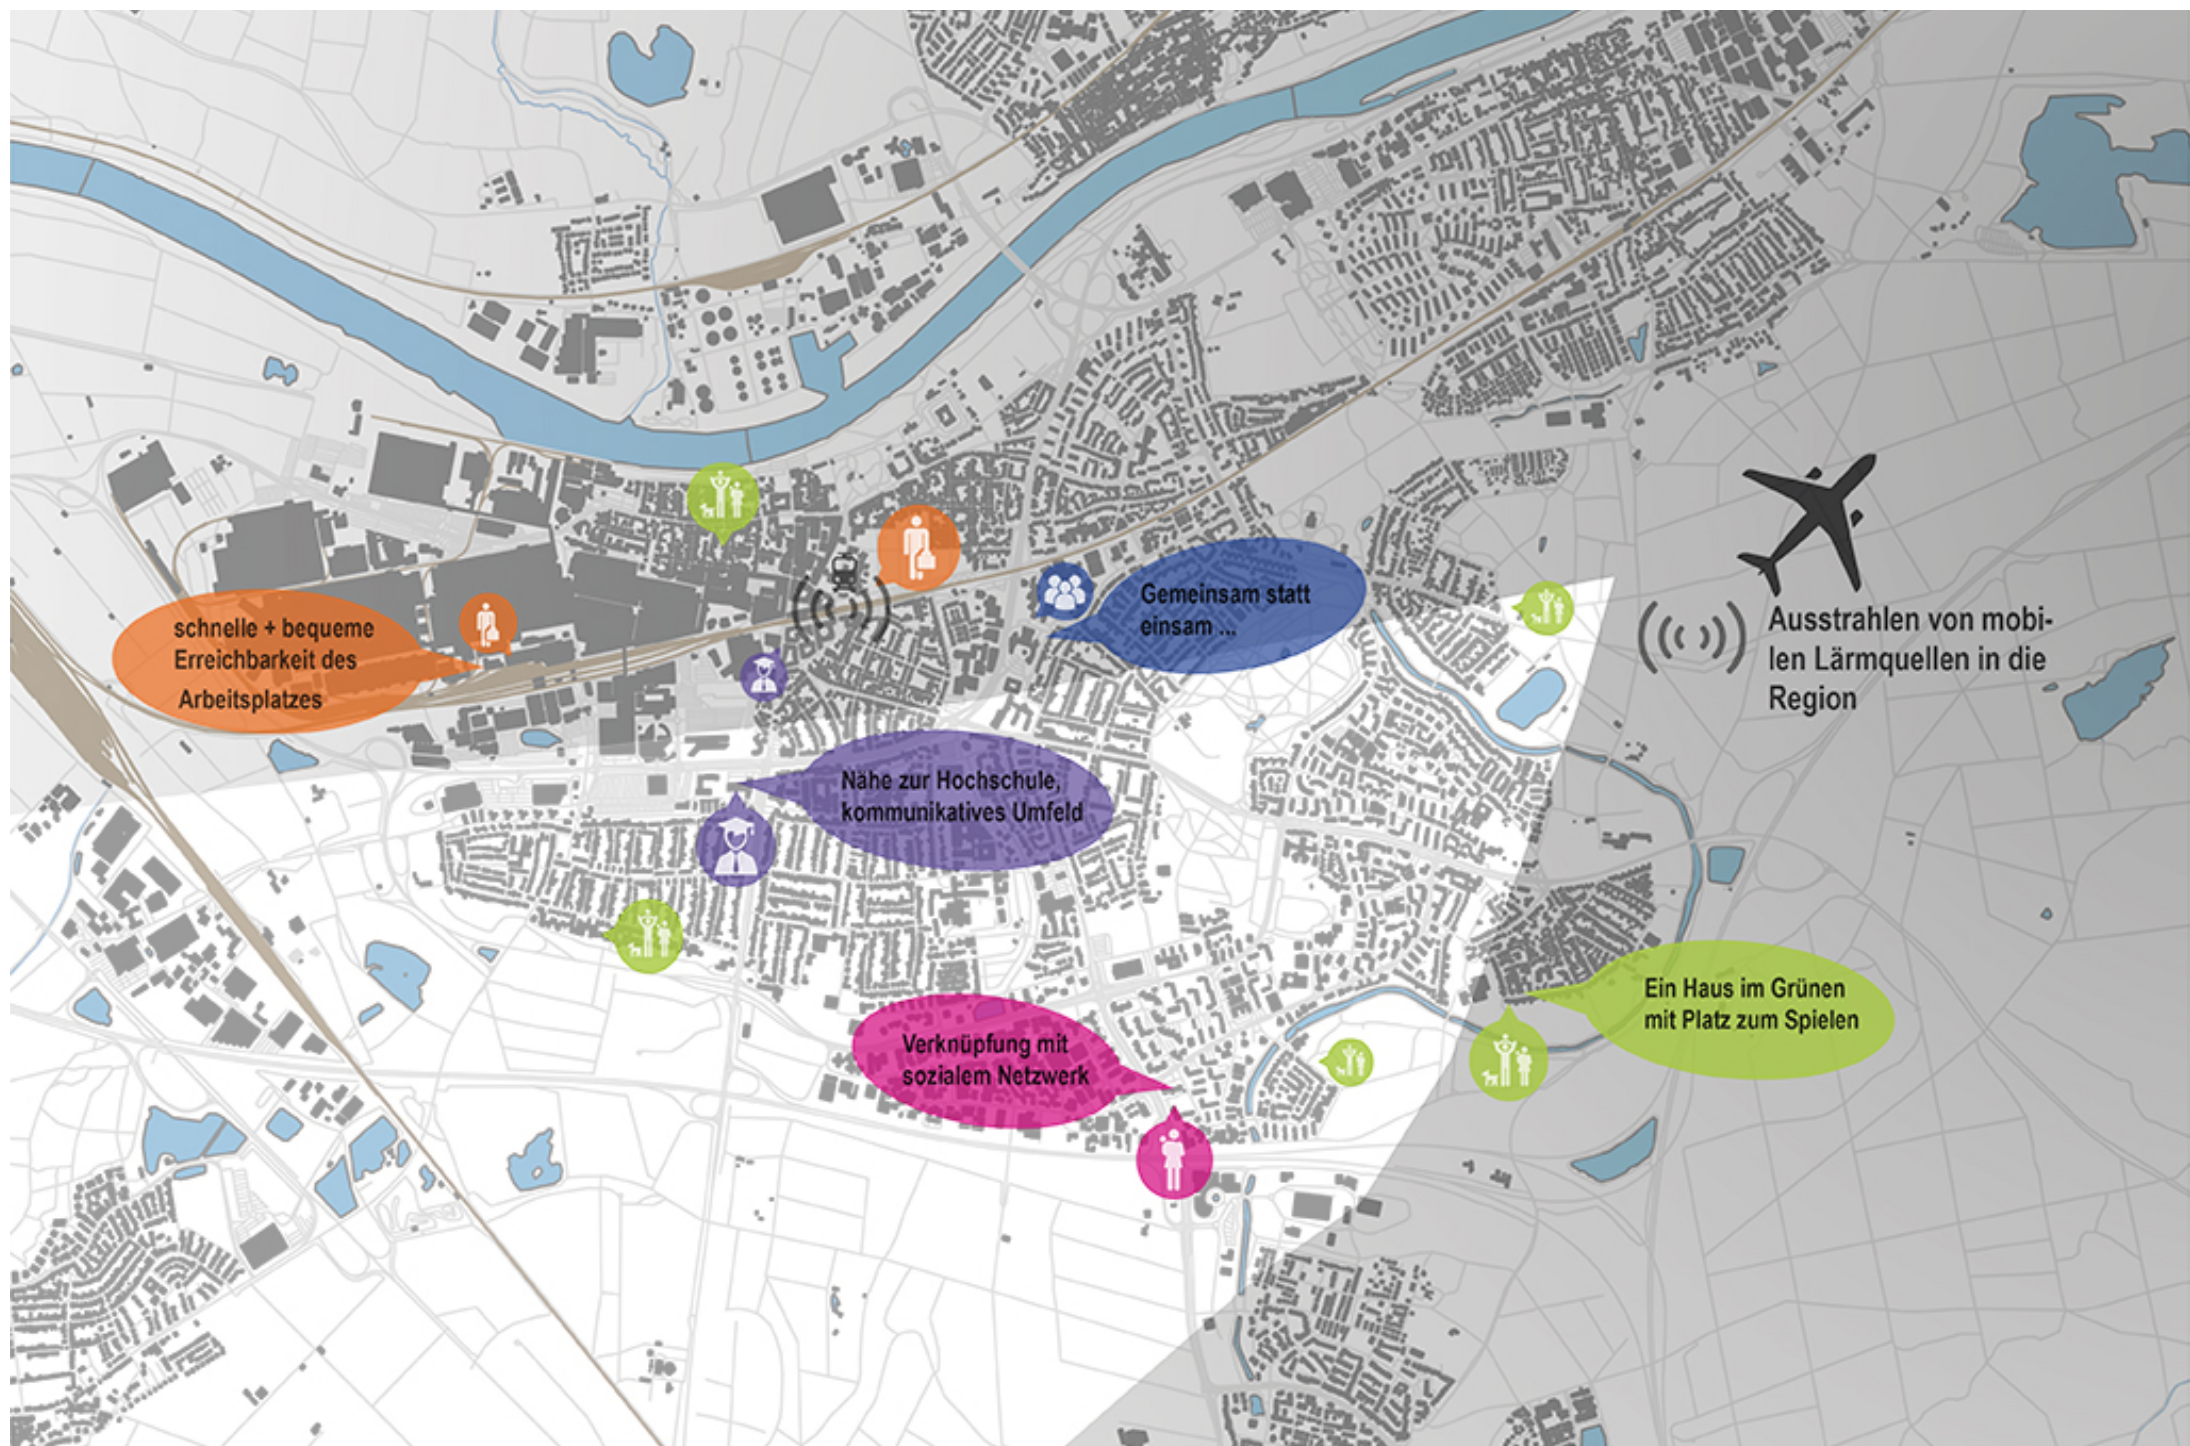 Gemeinsam statt
einsam ...
Ausstrahlen von mobi-
len Lärmquellen in die
Region
schnelle + bequeme
Erreichbarkeit des
Arbeitsplatzes
Nähe zur Hochschule,
kommunikatives Umfeld
Verknüpfung mit
sozialem Netzwerk
Ein Haus im Grünen
mit Platz zum Spielen